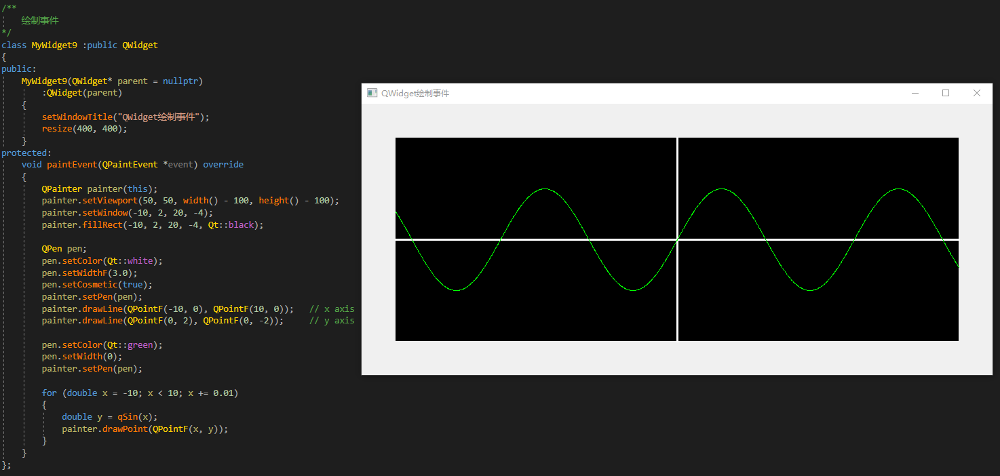 /**
    绘制事件
*/
class MyWidget9 :public QWidget
{
public:
    MyWidget9(QWidget* parent = nullptr)
        :QWidget(parent)
    {
        setWindowTitle("QWidget绘制事件");
        resize(400, 400);
    }
protected:
    void paintEvent(QPaintEvent *event) override
    {
        QPainter painter(this);
        painter.setViewport(50, 50, width() - 100, height() - 100);
        painter.setWindow(-10, 2, 20, -4);
        painter.fillRect(-10, 2, 20, -4, Qt::black);

        QPen pen;
        pen.setColor(Qt::white);
        pen.setWidthF(3.0);
        pen.setCosmetic(true);
        painter.setPen(pen);
        painter.drawLine(QPointF(-10, 0), QPointF(10, 0));   // x axis
        painter.drawLine(QPointF(0, 2), QPointF(0, -2));     // y axis

        pen.setColor(Qt::green);
        pen.setWidth(0);
        painter.setPen(pen);

        for (double x = -10; x < 10; x += 0.01)
        {
            double y = qSin(x);
            painter.drawPoint(QPointF(x, y));
        }
    }
};
QWidget绘制事件